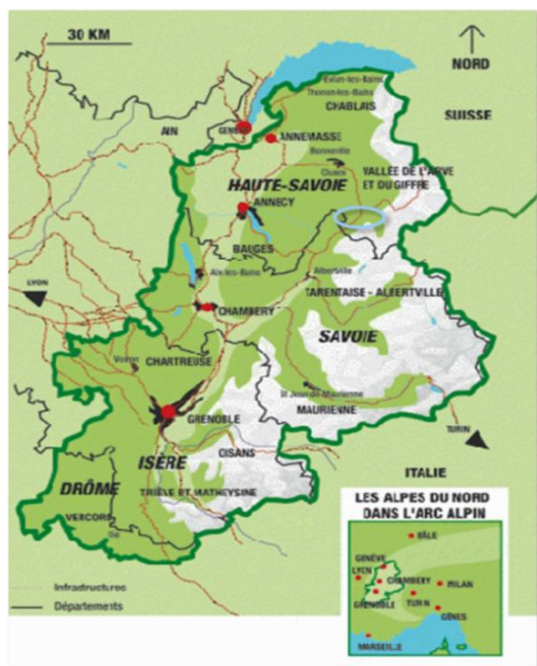 30 KM
NORD
Evian-les-Bains
Thonon-les-Bains
CHABLAIS
SUISSE
AIN
GENÈVE
ANNEMASSE
Bonneville
Cluses
VALLÉE DE L'ARVE
ET DU GIFFRE
HAUTE-SAVOIE
ANNECY
BAUGES
Aix-les-Bains
Albertville
LYON
TARENTAISE - ALBERTVILLE
CHAMBERY
SAVOIE
Voiron
CHARTREUSE
St Jean de Maurienne
MAURIENNE
GRENOBLE
TURIN
OISANS
ISÈRE
ITALIE
DRÔME
TRIÈVE ET MATHEYSINE
VERCORS
Die
LES ALPES DU NORD
DANS L'ARC ALPIN
BÂLE
GENÈVE
LYON
CHAMBERY
MILAN
GRENOBLE
TURIN
GÊNES
MARSEILLE
Infrastructures
Départements